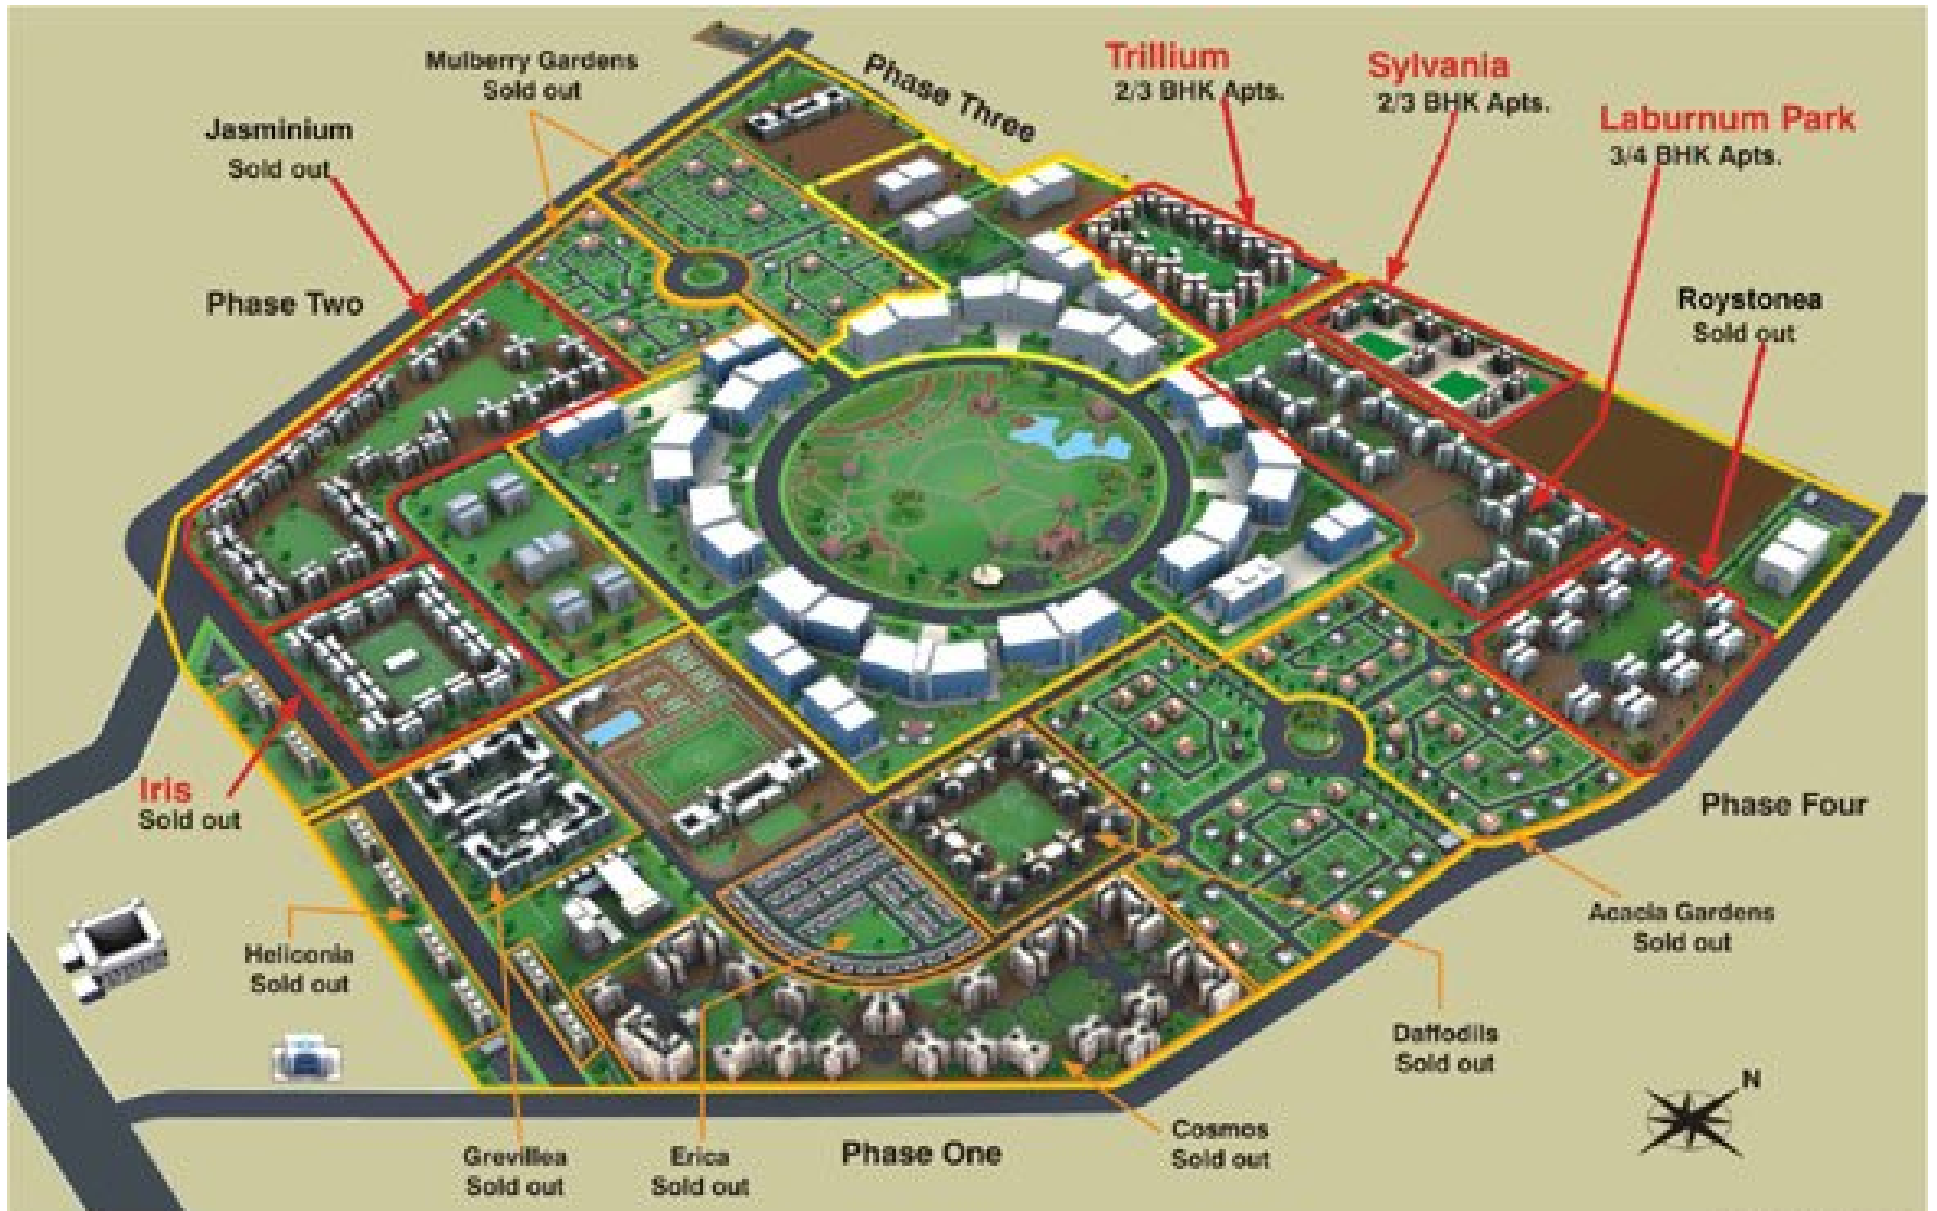 Mulberry Gardens
Sold out
Phase Three
Trillium
2/3 BHK Apts.
Sylvania
2/3 BHK Apts.
Laburnum Park
3/4 BHK Apts.
Jasminium
Sold out
Phase Two
Roystonea
Sold out
Iris
Sold out
Phase Four
Heliconia
Sold out
Acacia Gardens
Sold out
Daffodils
Sold out
N
Grevillea
Sold out
Erica
Sold out
Phase One
Cosmos
Sold out